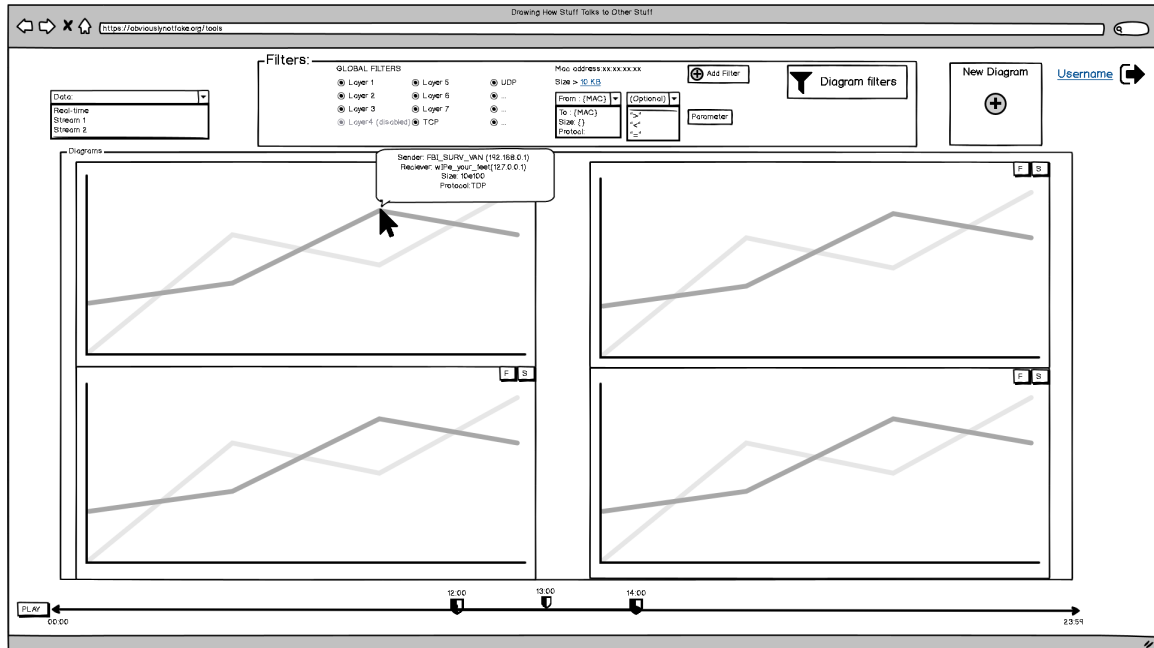 Drawing How Stuff Talks to Other Stuff
https://obviouslynotfake.org/tools
Filters:
GLOBAL FILTERS
Layer 1
Layer 2
Layer 3
Layer4 (disabled)
Layer 5
Layer 6
Layer 7
TCP
UDP
...
...
...
Mac address:xx:xx:xx:xx
Size > 10 KB
Add Filter
From : {MAC}
To : {MAC}
Size: {}
Protocol:
(Optional)
">"
"<"
"="
Parameter
Diagram filters
New Diagram
Username
Data:
Real-time
Stream 1
Stream 2
Diagrams
Sender: FBI_SURV_VAN (192.168.0.1)
Reciever: wIPe_your_feet(127.0.0.1)
Size: 10e100
Protocol: TDP
F S
F S
F S
12:00
13:00
14:00
PLAY
00:00
23:59